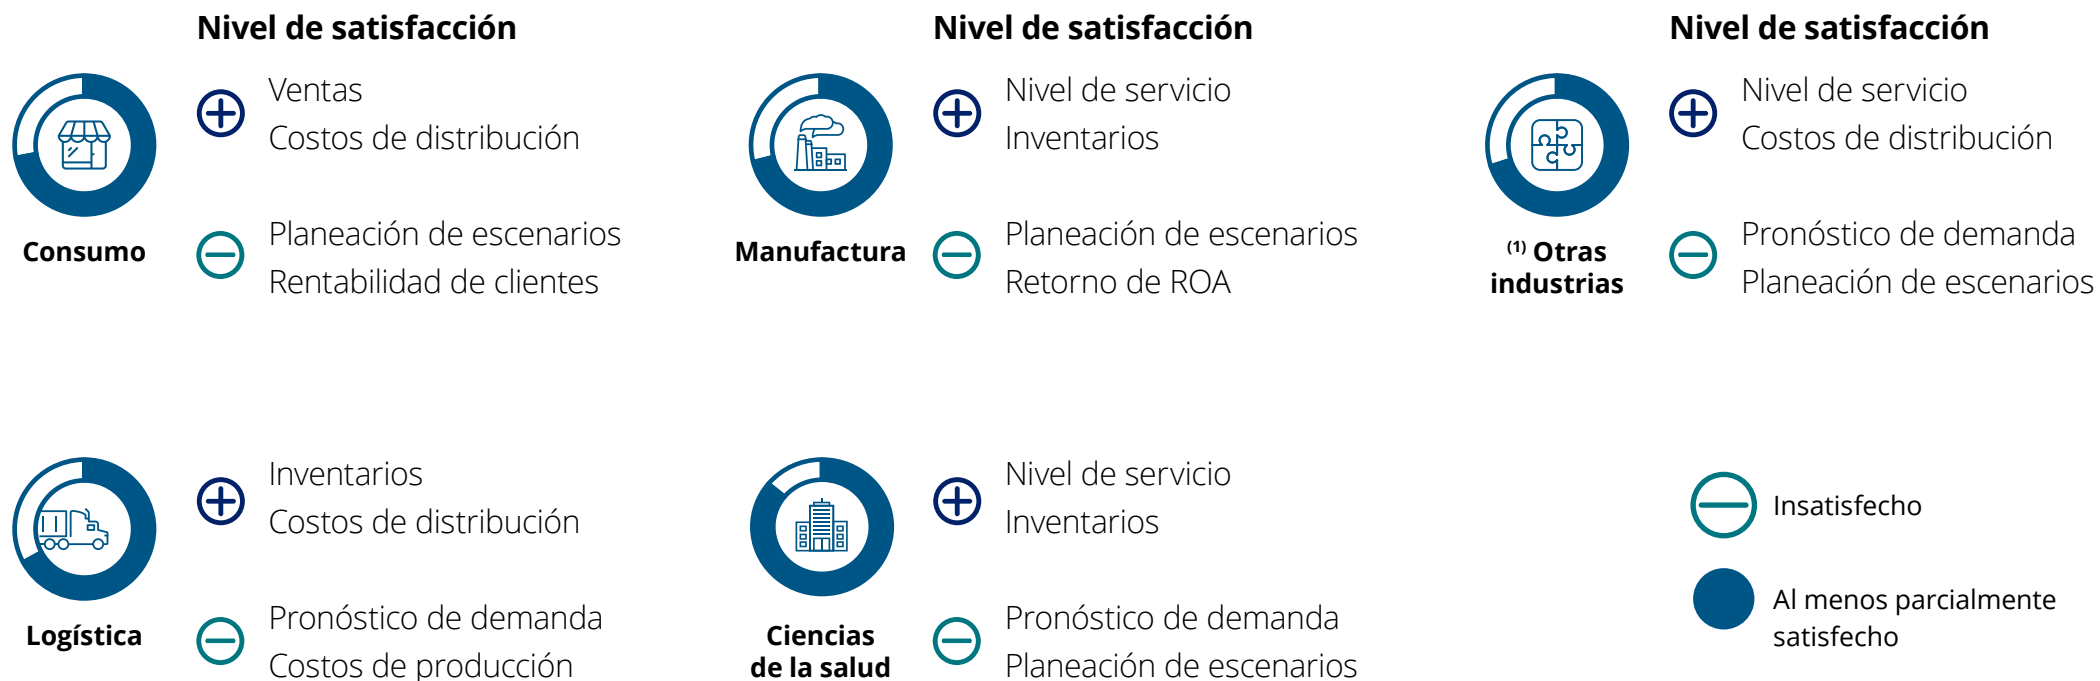 Nivel de satisfacción
Ventas
Costos de distribución
Consumo
Planeación de escenarios
Rentabilidad de clientes
Nivel de satisfacción
Nivel de servicio
Inventarios
Manufactura
Planeación de escenarios
Retorno de ROA
Nivel de satisfacción
Nivel de servicio
Costos de distribución
(1) Otras
industrias
Pronóstico de demanda
Planeación de escenarios
Inventarios
Costos de distribución
Logística
Pronóstico de demanda
Costos de producción
Nivel de servicio
Inventarios
Ciencias
de la salud
Pronóstico de demanda
Planeación de escenarios
Insatisfecho
Al menos parcialmente
satisfecho